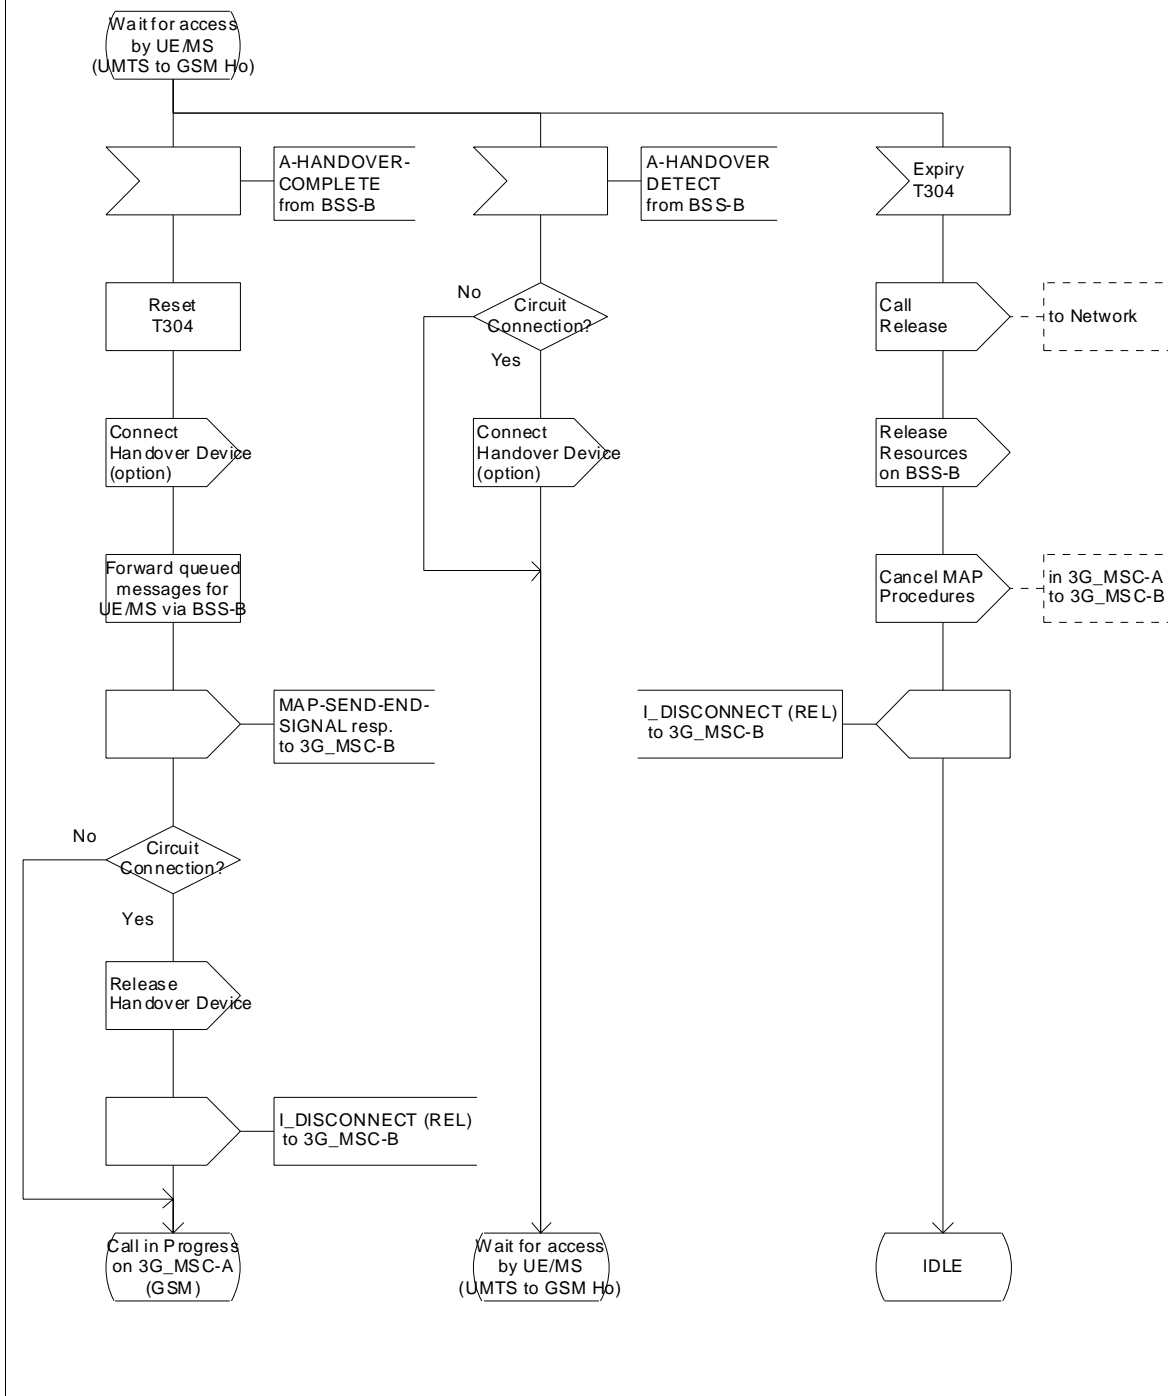 Wait for access
by UE/MS
(UMTS to GSM Ho)
A-HANDOVER-
COMPLETE
from BSS-B
A-HANDOVER
DETECT
from BSS-B
Expiry
T304
Reset
T304
No
Circuit
Connection?
Yes
Call
Release
to Network
Connect
Handover Device
(option)
Connect
Handover Device
(option)
Release
Resources
on BSS-B
Forward queued
messages for
UE/MS via BSS-B
Cancel MAP
Procedures
in 3G_MSC-A
to 3G_MSC-B
MAP-SEND-END-
SIGNAL resp.
to 3G_MSC-B
I_DISCONNECT (REL)
to 3G_MSC-B
No
Circuit
Connection?
Yes
Release
Handover Device
I_DISCONNECT (REL)
to 3G_MSC-B
Call in Progress
on 3G_MSC-A
(GSM)
Wait for access
by UE/MS
(UMTS to GSM Ho)
IDLE